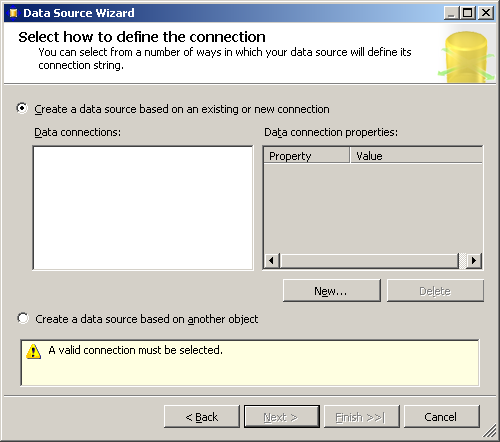 Data Source Wizard
Select how to define the connection
You can select from a number of ways in which your data source will define its
connection string.
Create a data source based on an existing or new connection
Data connections:
Data connection properties:
Property Value
New... Delete
Create a data source based on another object
A valid connection must be selected.
< Back Next > Finish >>| Cancel